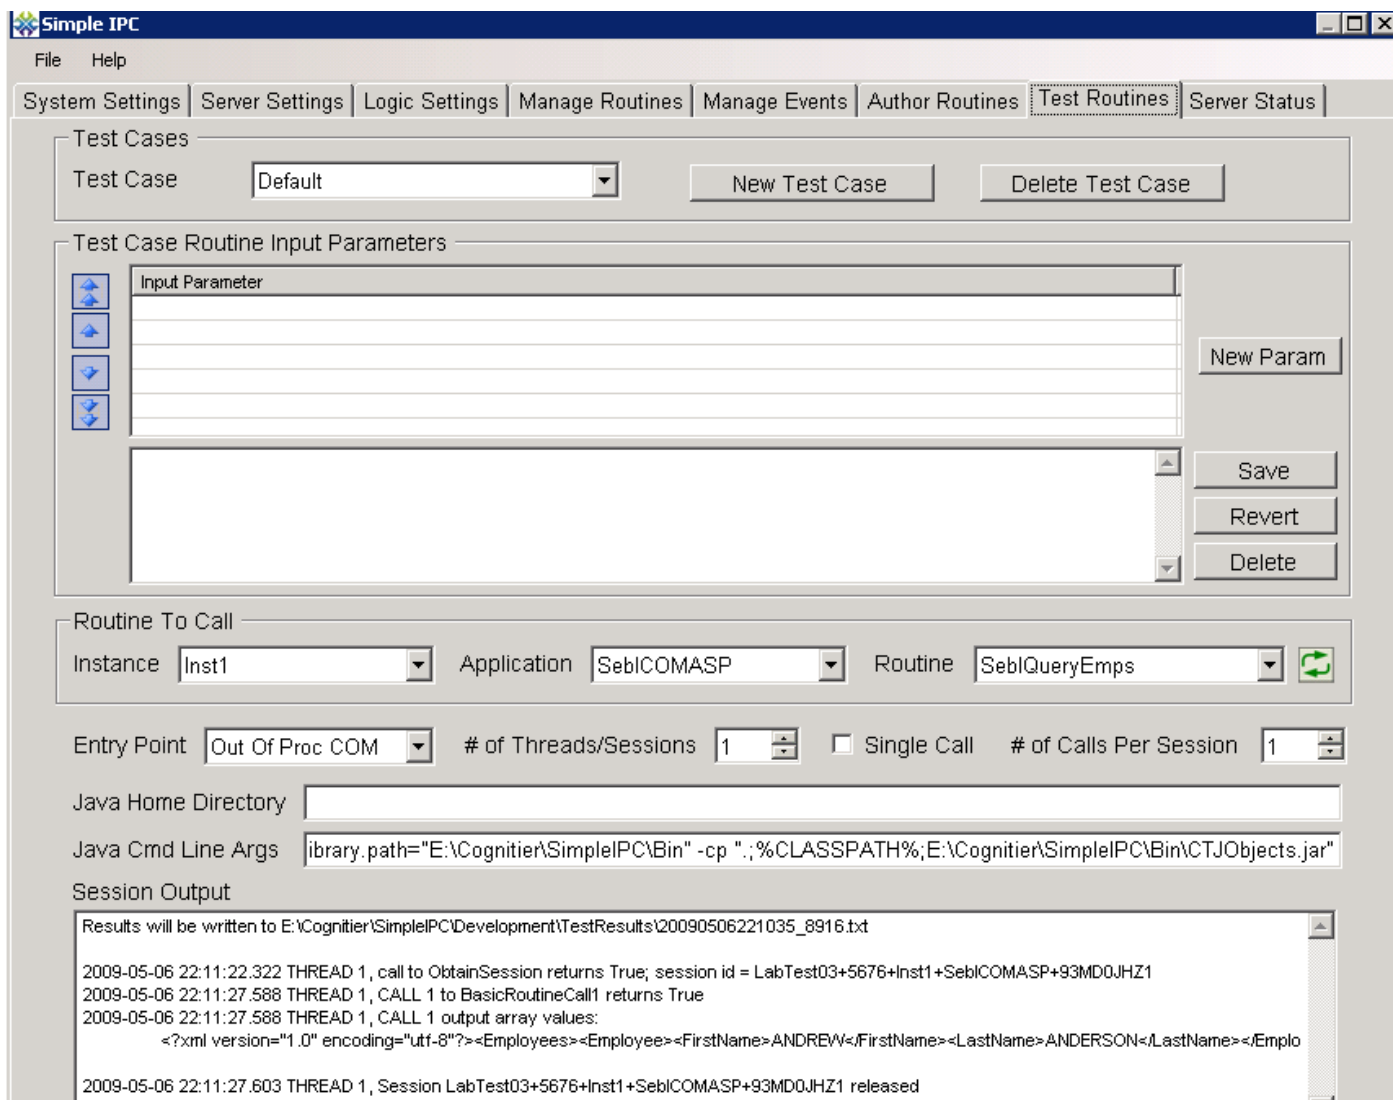 Simple IPC
File Help
System Settings Server Settings Logic Settings Manage Routines Manage Events Author Routines Test Routines Server Status
Test Cases
Test Case Default New Test Case Delete Test Case
Test Case Routine Input Parameters
Input Parameter
New Param
Save
Revert
Delete
Routine To Call
Instance Inst1 Application SeblCOMASP Routine SeblQueryEmps
Entry Point Out Of Proc COM # of Threads/Sessions 1 Single Call # of Calls Per Session 1
Java Home Directory
Java Cmd Line Args ibrary.path="E:\Cognitier\SimpleIPC\Bin" -cp ".;%CLASSPATH%;E:\Cognitier\SimpleIPC\Bin\CTJObjects.jar"
Session Output
Results will be written to E:\Cognitier\SimpleIPC\Development\TestResults\20090506221035_8916.txt
2009-05-06 22:11:22.322 THREAD 1, call to ObtainSession returns True; session id = LabTest03+5676+Inst1+SeblCOMASP+93MD0JHZ1
2009-05-06 22:11:27.588 THREAD 1, CALL 1 to BasicRoutineCall1 returns True
2009-05-06 22:11:27.588 THREAD 1, CALL 1 output array values:
<?xml version="1.0" encoding="utf-8"?><Employees><Employee><FirstName>ANDREW</FirstName><LastName>ANDERSON</LastName></Emplo
2009-05-06 22:11:27.603 THREAD 1, Session LabTest03+5676+Inst1+SeblCOMASP+93MD0JHZ1 released